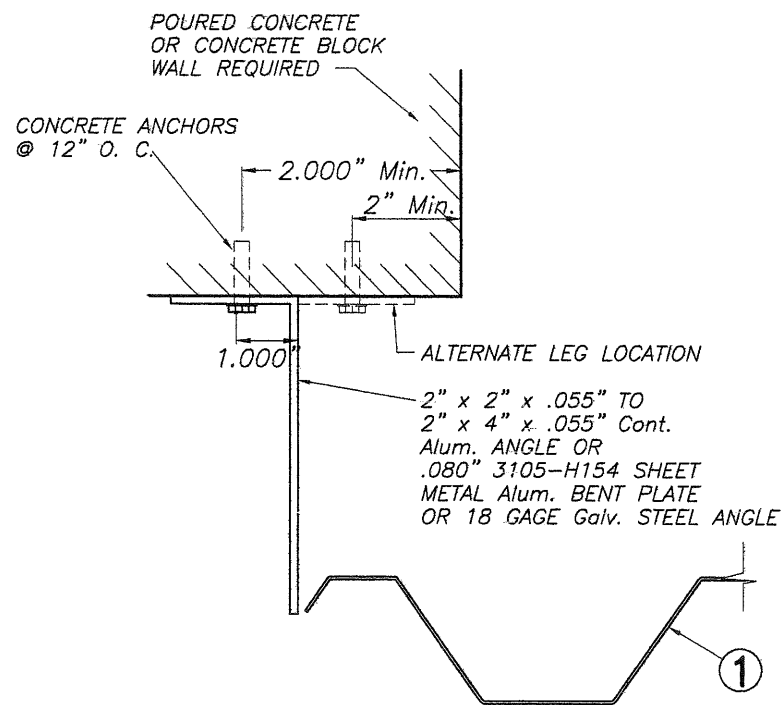 POURED CONCRETE
OR CONCRETE BLOCK
WALL REQUIRED
CONCRETE ANCHORS
@ 12" O. C.
2.000" Min.
2" Min.
1.000"
ALTERNATE LEG LOCATION
2" x 2" x .055" TO
2" x 4" x .055" Cont.
Alum. ANGLE OR
.080" 3105-H154 SHEET
METAL Alum. BENT PLATE
OR 18 GAGE Galv. STEEL ANGLE
1